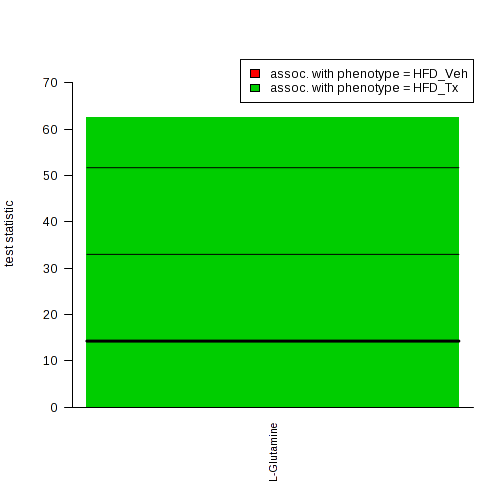 assoc. with phenotype = HFD_Veh
assoc. with phenotype = HFD_Tx
70
60
50
40
30
20
10
0
test statistic
L-Glutamine